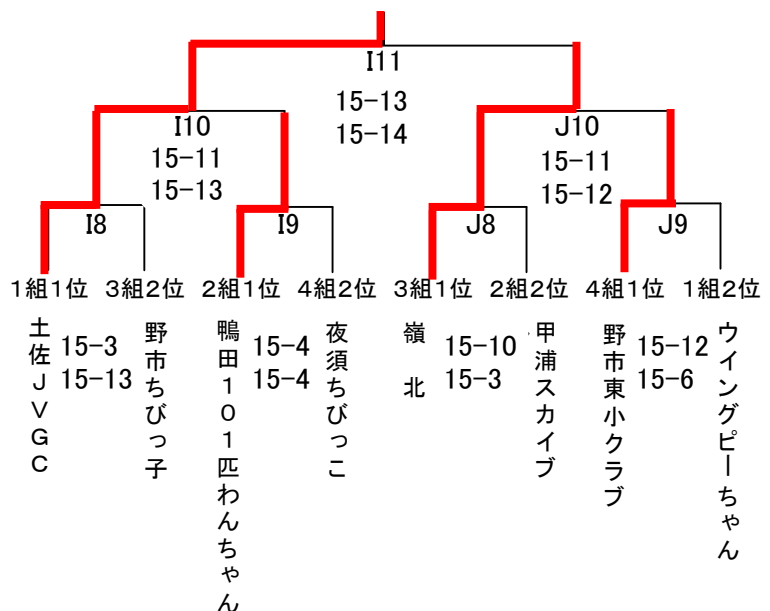 I11
15-13
15-14
I10
15-11
15-13
J10
15-11
15-12
I8
I9
J8
J9
1組1位
3組2位
2組1位
4組2位
3組1位
2組2位
4組1位
1組2位
土佐JVGC
15-3
15-13
野市ちびっ子
鴨田101匹わんちゃん
15-4
15-4
夜須ちびっこ
嶺北
15-10
15-3
甲浦スカイブ
野市東小クラブ
15-12
15-6
ウイングピーちゃん